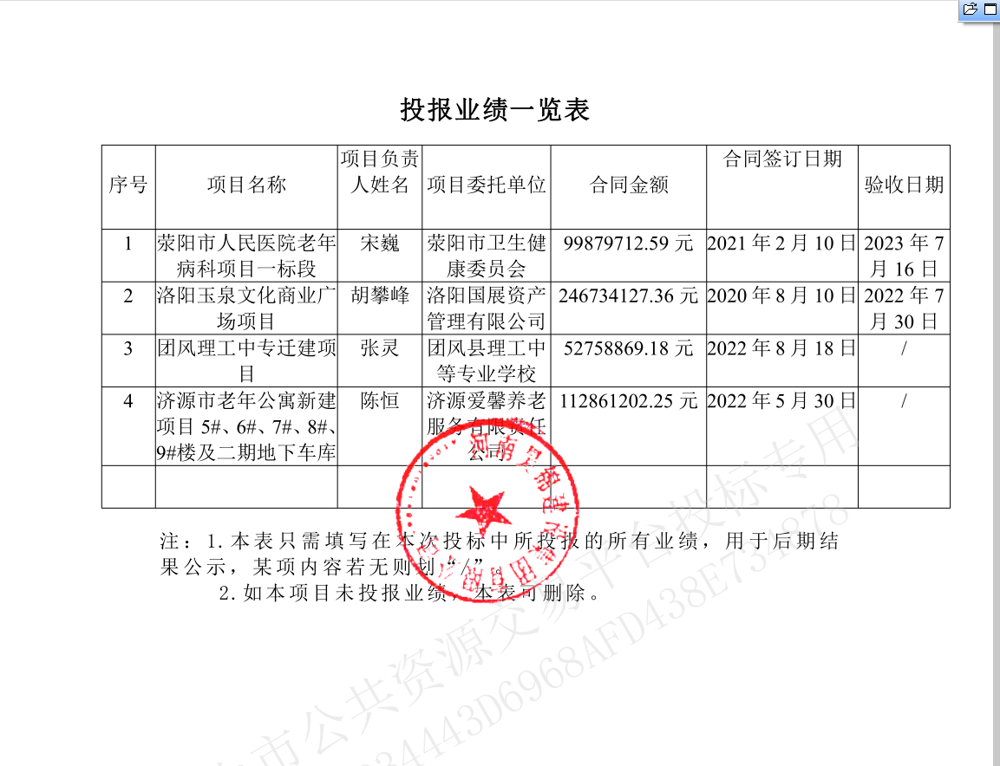 投报业绩一览表
序号 项目名称 项目负责人姓名 项目委托单位 合同金额 合同签订日期 验收日期
1 荥阳市人民医院老年病科项目一标段 宋巍 荥阳市卫生健康委员会 99879712.59 元 2021 年 2 月 10 日 2023 年 7 月 16 日
2 洛阳玉泉文化商业广场项目 胡攀峰 洛阳国展资产管理有限公司 246734127.36 元 2020 年 8 月 10 日 2022 年 7 月 30 日
3 团风理工中专迁建项目 张灵 团风县理工中等专业学校 52758869.18 元 2022 年 8 月 18 日 /
4 济源市老年公寓新建项目 5#、6#、7#、8#、9#楼及二期地下车库 陈恒 济源爱馨养老服务有限责任公司 112861202.25 元 2022 年 5 月 30 日 /
注：1.本表只需填写在本次投标中所投报的所有业绩，用于后期结
果公示，某项内容若无则划“/”。
2.如本项目未投报业绩，本表可删除。
市公共资源交易平台投标专用
34443D6968AFD438E734878